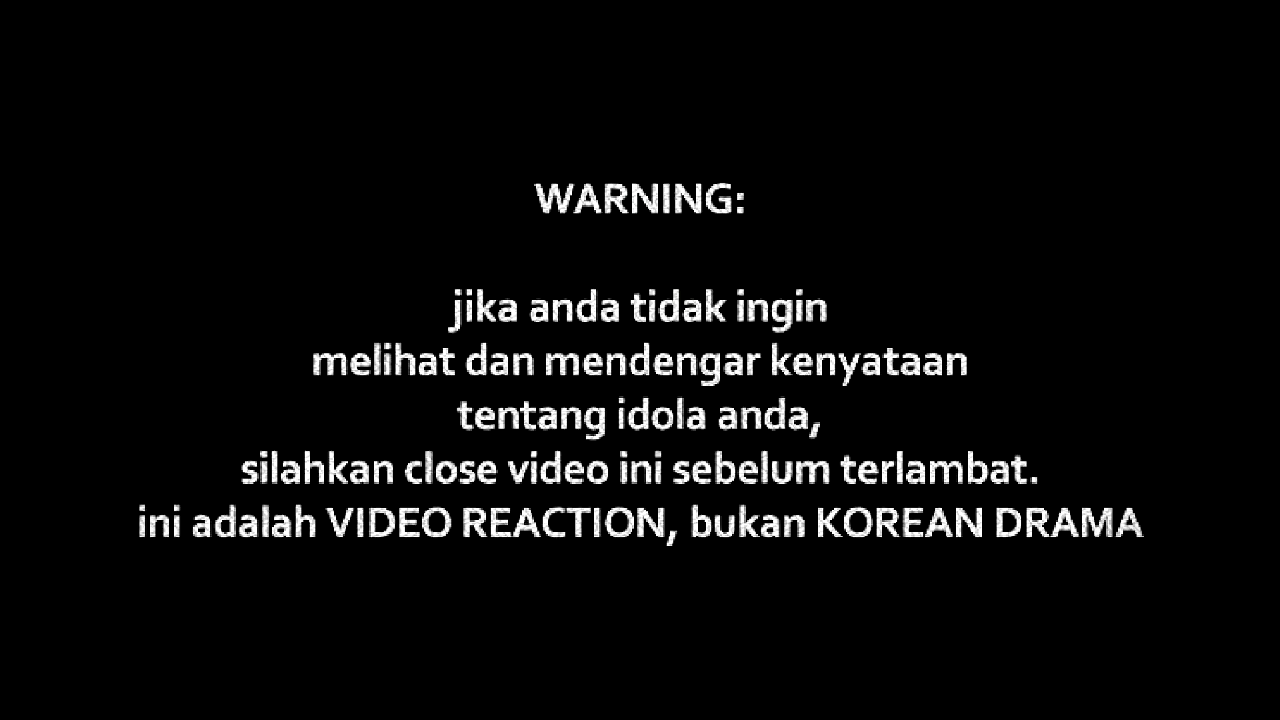 WARNING:
jika anda tidak ingin
melihat dan mendengar kenyataan
tentang idola anda,
silahkan close video ini sebelum terlambat.
ini adalah VIDEO REACTION, bukan KOREAN DRAMA